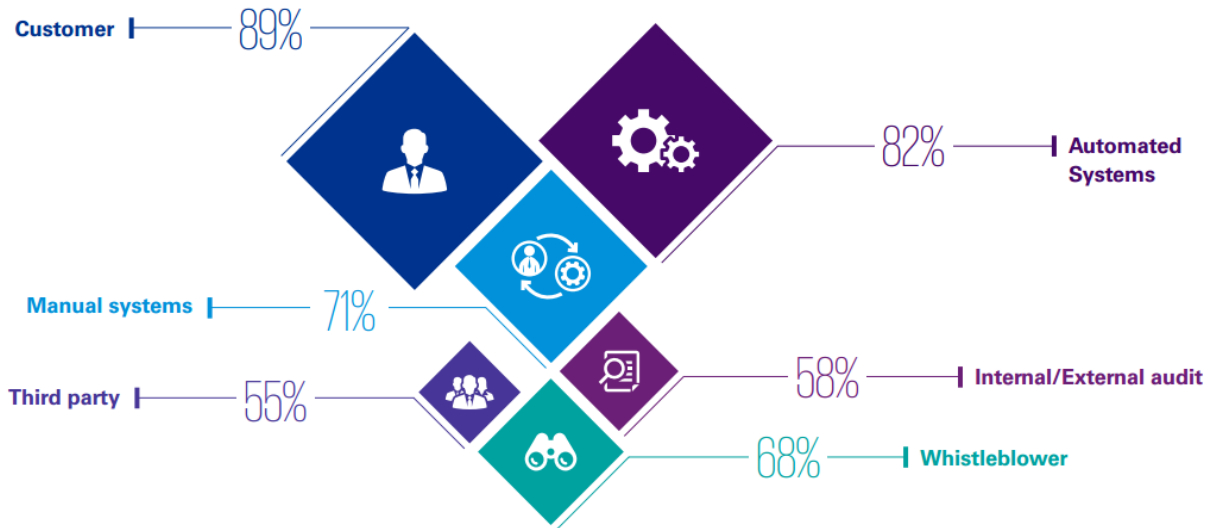 Customer
89%
82%
Automated
Systems
Manual systems
71%
Third party
55%
58%
Internal/External audit
68%
Whistleblower